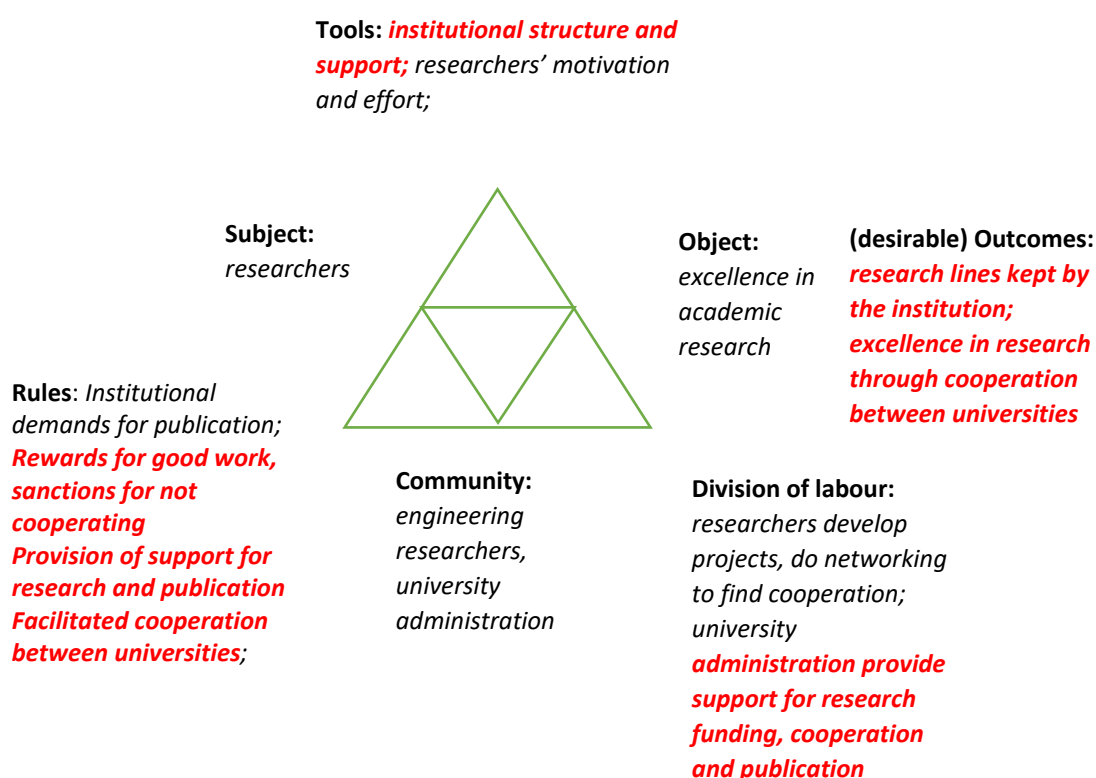 Tools: institutional structure and
support; researchers’ motivation
and effort;
Subject:
researchers
Object:
excellence in
academic
research
(desirable) Outcomes:
research lines kept by
the institution;
excellence in research
through cooperation
between universities
Rules: Institutional
demands for publication;
Rewards for good work,
sanctions for not
cooperating
Provision of support for
research and publication
Facilitated cooperation
between universities;
Community:
engineering
researchers,
university
administration
Division of labour:
researchers develop
projects, do networking
to find cooperation;
university
administration provide
support for research
funding, cooperation
and publication